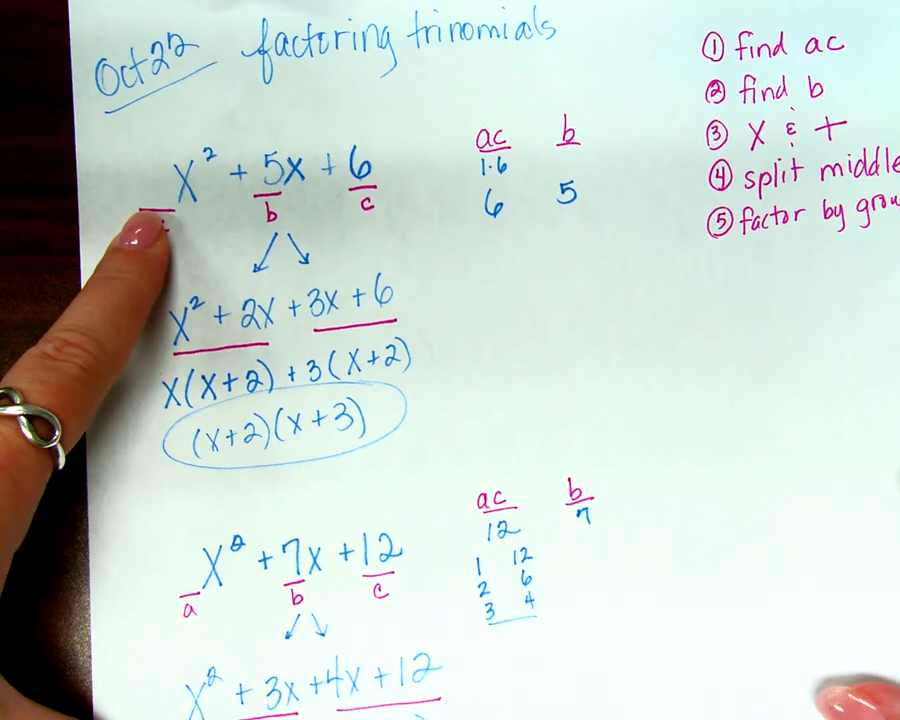 Oct 22 factoring trinomials
① find ac
② find b
③ X & +
④ split middle
⑤ factor by
ac b
1·6
6 5
x² + 5x + 6
b c
x² + 2x + 3x + 6
x(x+2) + 3(x+2)
(x+2)(x+3)
ac b
12 7
1 12
2 6
3 4
x² + 7x + 12
a b c
x² + 3x + 4x + 12